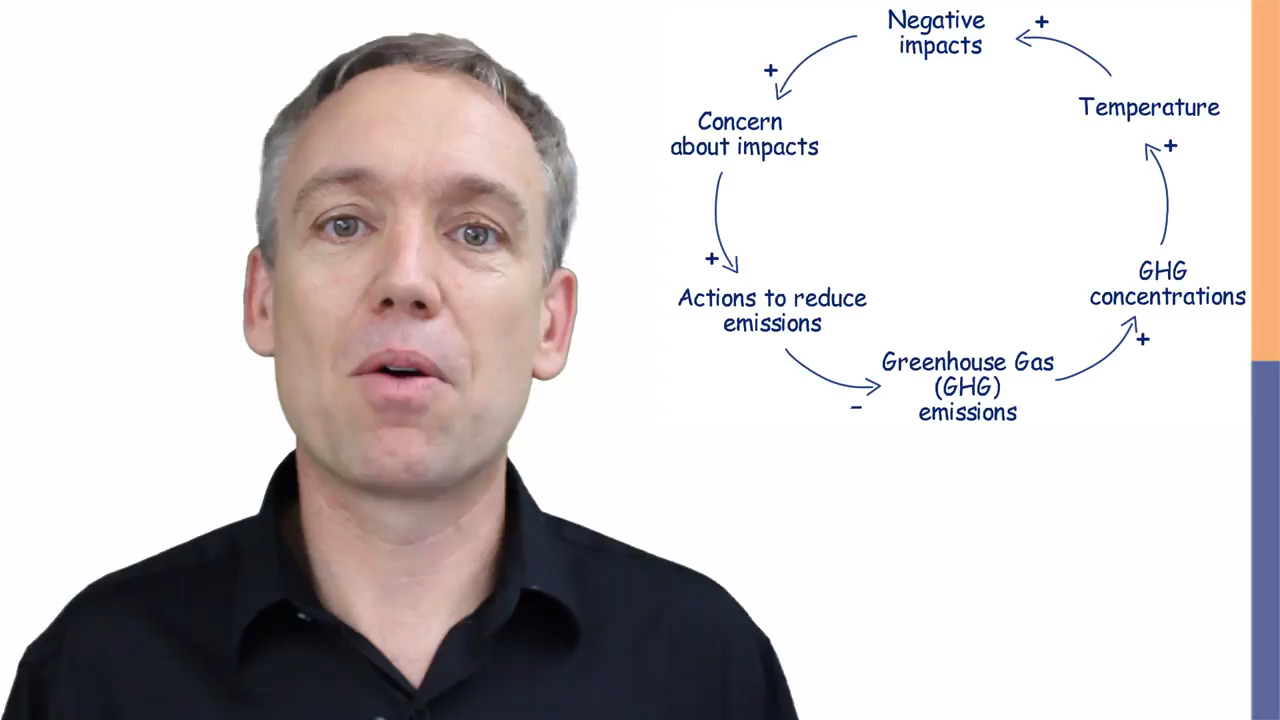 Negative
impacts
+
+
Concern
about impacts
Temperature
+
+
Actions to reduce
emissions
GHG
concentrations
+
Greenhouse Gas
(GHG)
emissions
-